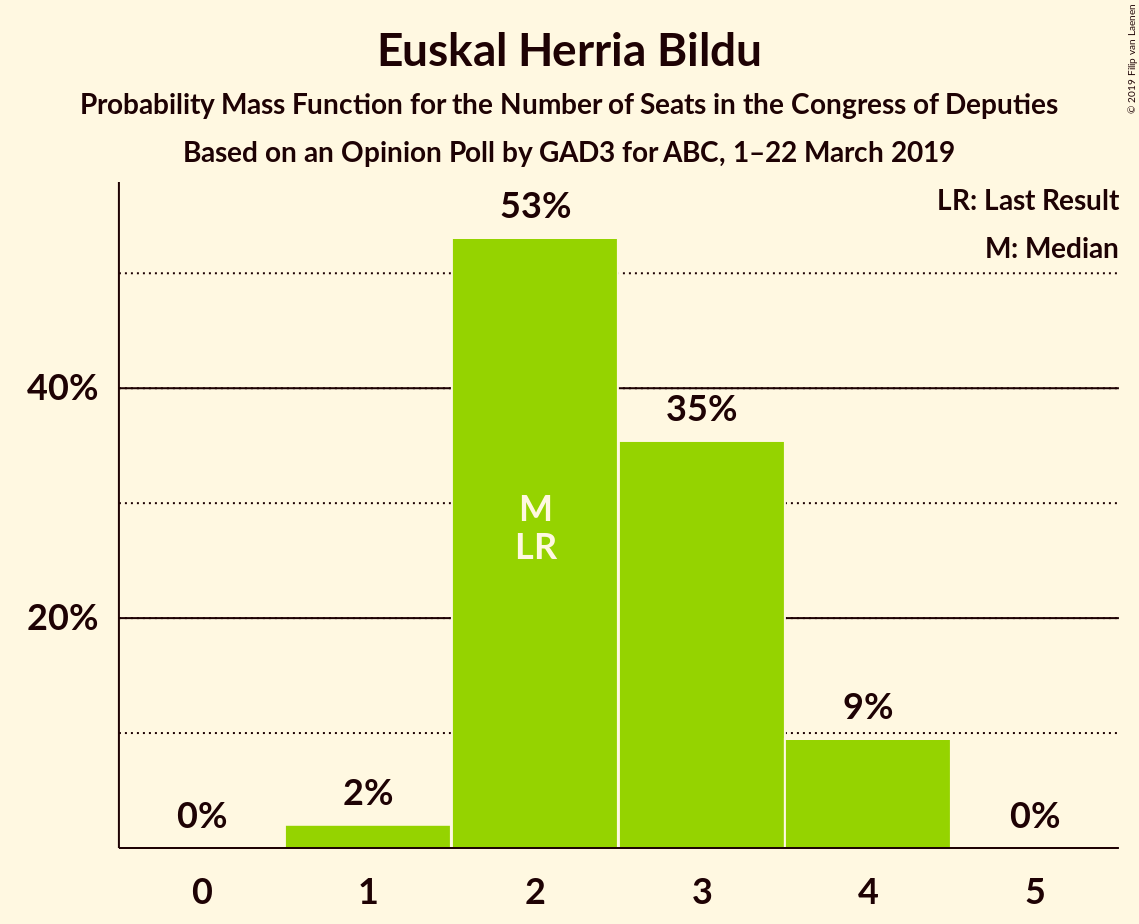 Euskal Herria Bildu
Probability Mass Function for the Number of Seats in the Congress of Deputies
Based on an Opinion Poll by GAD3 for ABC, 1–22 March 2019
© 2019 Filip van Laenen
LR: Last Result
M: Median
53%
40%
35%
M
LR
20%
9%
2%
0%
0%
0 1 2 3 4 5